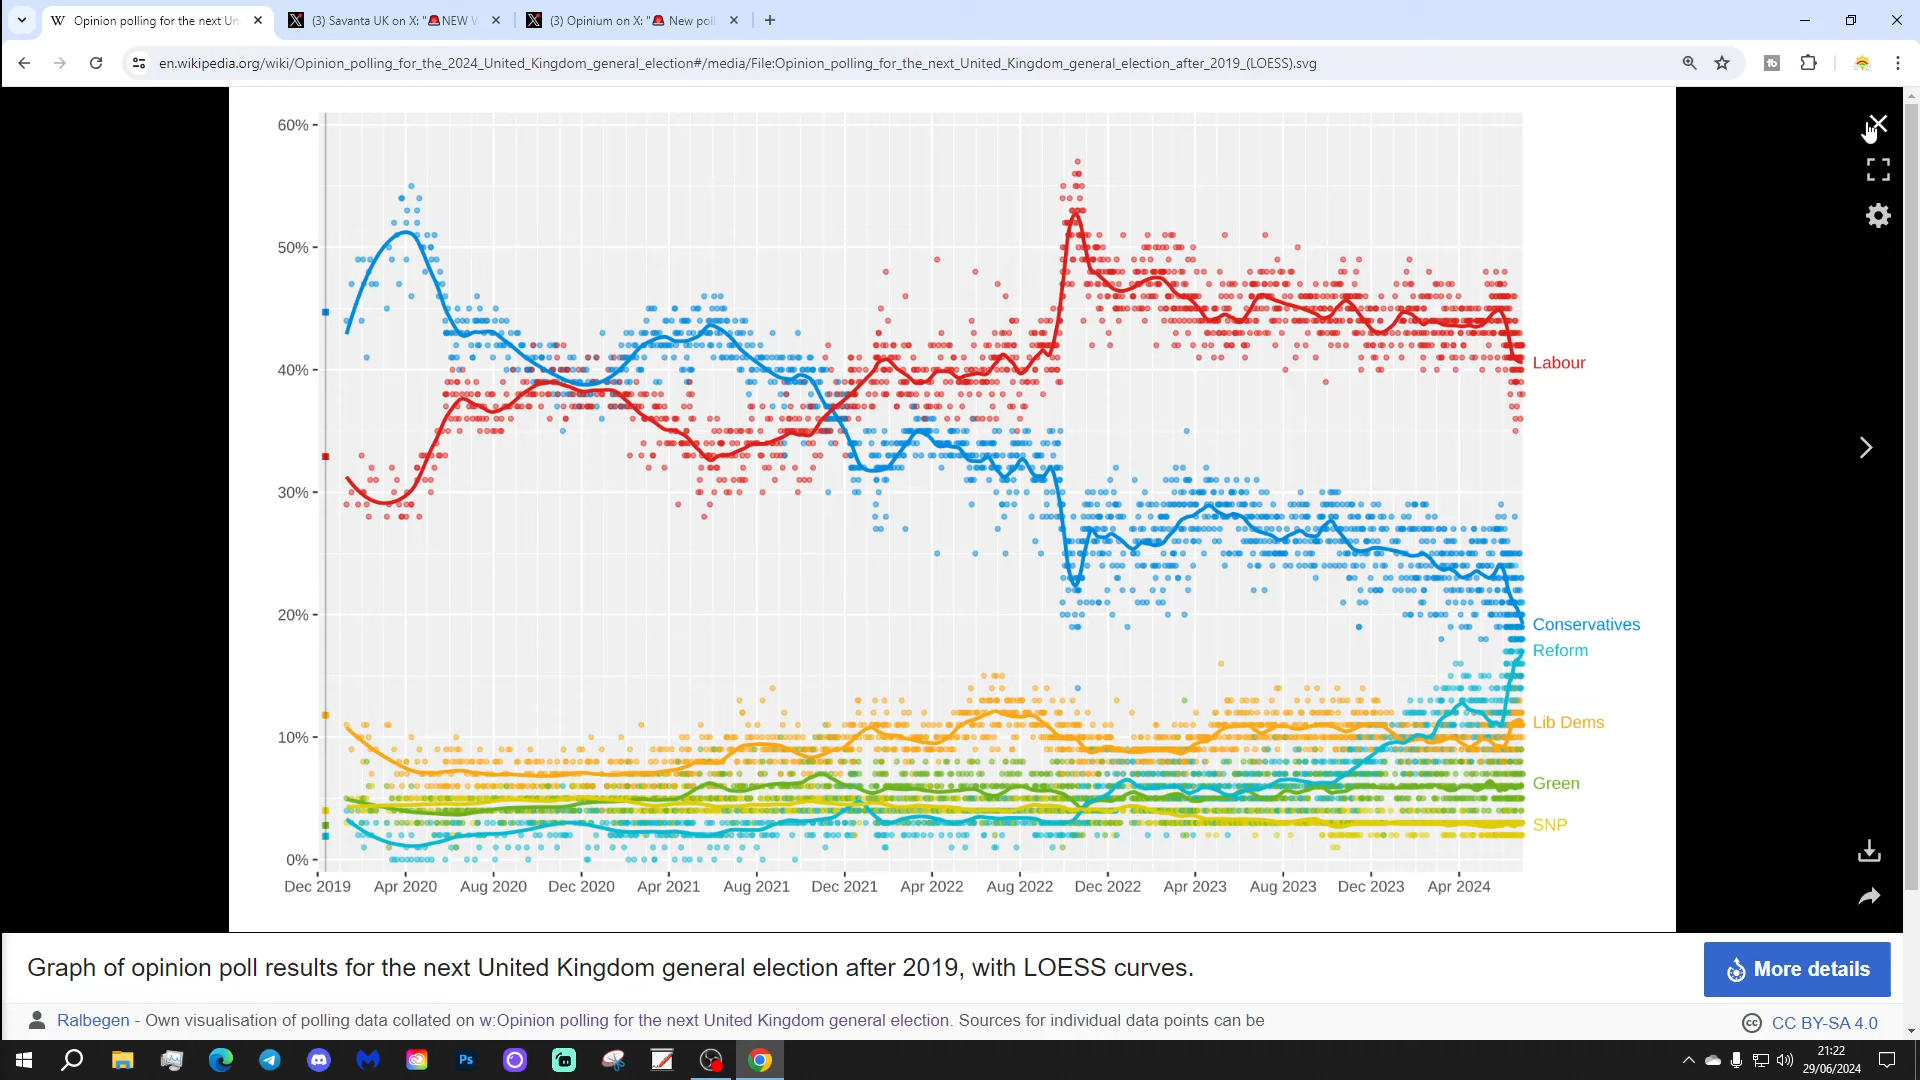 Opinion polling for the next Un
(3) Savanta UK on X: "🚨NEW W
(3) Opinium on X: "🚨 New poll
en.wikipedia.org/wiki/Opinion_polling_for_the_2024_United_Kingdom_general_election#/media/File:Opinion_polling_for_the_next_United_Kingdom_general_election_after_2019_(LOESS).svg
60%
50%
40%
30%
20%
10%
0%
Labour
Conservatives
Reform
Lib Dems
Green
SNP
Dec 2019 Apr 2020 Aug 2020 Dec 2020 Apr 2021 Aug 2021 Dec 2021 Apr 2022 Aug 2022 Dec 2022 Apr 2023 Aug 2023 Dec 2023 Apr 2024
Graph of opinion poll results for the next United Kingdom general election after 2019, with LOESS curves.
More details
Ralbegen - Own visualisation of polling data collated on w:Opinion polling for the next United Kingdom general election. Sources for individual data points can be
CC BY-SA 4.0
Ps
21:22
29/06/2024